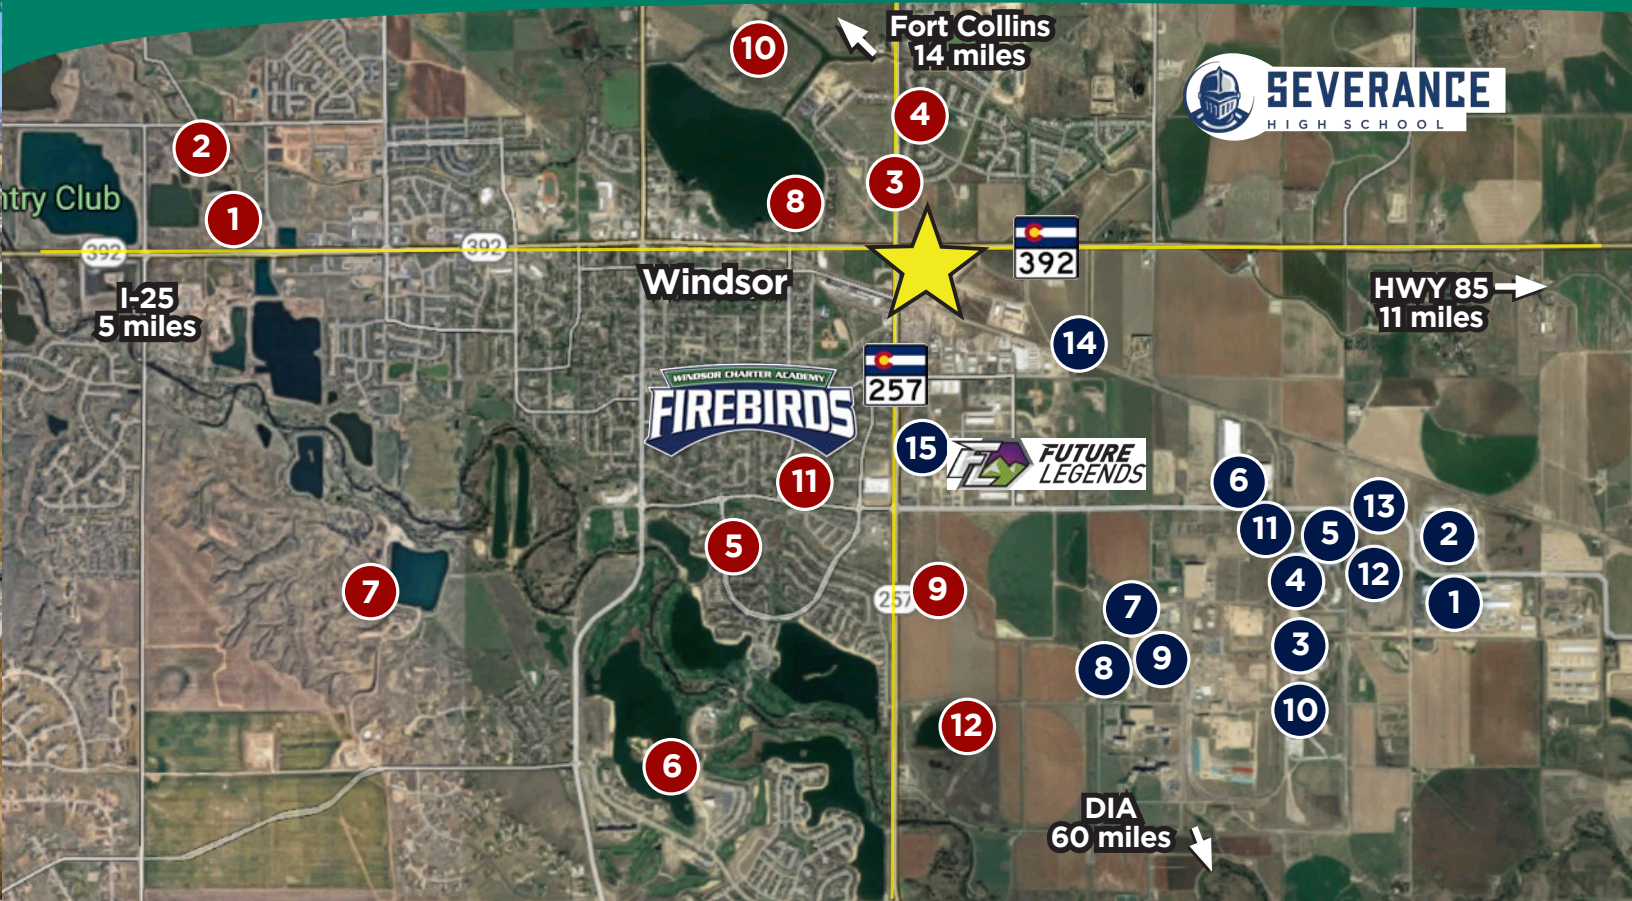 Fort Collins
14 miles
10
SEVERANCE
HIGH SCHOOL
4
2
3
ntry Club
8
1
392
392
392
Windsor
HWY 85
11 miles
I-25
5 miles
14
257
WINDSOR CHARTER ACADEMY
FIREBIRDS
15
FL
FUTURE
LEGENDS
11
6
13
11
5
2
5
4
12
7
257
9
7
1
8
9
3
10
12
6
DIA
60 miles